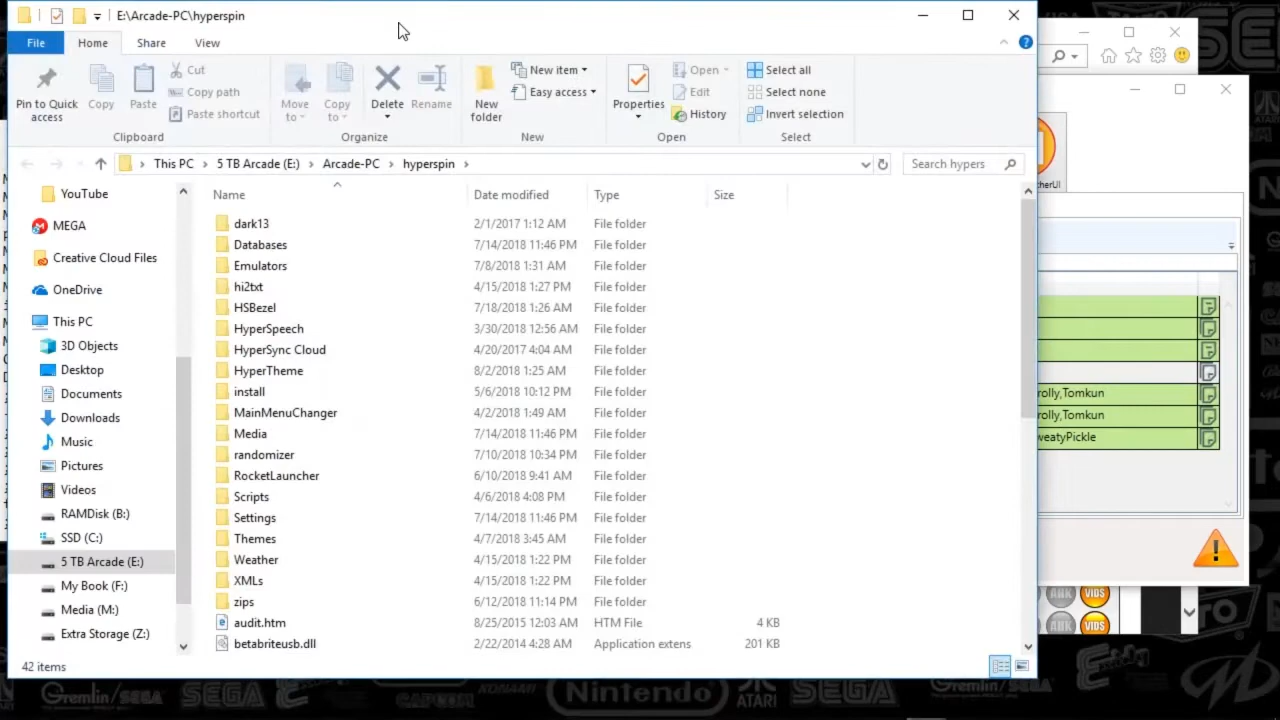 E:\Arcade-PC\hyperspin
File Home Share View
Pin to Quick access
Copy
Paste
Cut
Copy path
Paste shortcut
Clipboard
Move to
Copy to
Delete
Rename
Organize
New folder
New item
Easy access
New
Properties
Open
Edit
History
Open
Select all
Select none
Invert selection
Select
This PC > 5 TB Arcade (E:) > Arcade-PC > hyperspin >
Search hypers
YouTube
MEGA
Creative Cloud Files
OneDrive
This PC
3D Objects
Desktop
Documents
Downloads
Music
Pictures
Videos
RAMDisk (B:)
SSD (C:)
5 TB Arcade (E:)
My Book (F:)
Media (M:)
Extra Storage (Z:)
Name Date modified Type Size
dark13 2/1/2017 1:12 AM File folder
Databases 7/14/2018 11:46 PM File folder
Emulators 7/8/2018 1:31 AM File folder
hi2txt 4/15/2018 1:27 PM File folder
HSBezel 7/18/2018 1:26 AM File folder
HyperSpeech 3/30/2018 12:56 AM File folder
HyperSync Cloud 4/20/2017 4:04 AM File folder
HyperTheme 8/2/2018 1:25 AM File folder
install 5/6/2018 10:12 PM File folder
MainMenuChanger 4/2/2018 1:49 AM File folder
Media 7/14/2018 11:46 PM File folder
randomizer 7/10/2018 10:34 PM File folder
RocketLauncher 6/10/2018 9:41 AM File folder
Scripts 4/6/2018 4:08 PM File folder
Settings 7/14/2018 11:46 PM File folder
Themes 4/7/2018 3:45 AM File folder
Weather 4/15/2018 1:22 PM File folder
XMLs 4/15/2018 1:22 PM File folder
zips 6/12/2018 11:14 PM File folder
audit.htm 8/25/2015 12:03 AM HTM File 4 KB
betabriteusb.dll 2/22/2014 4:28 AM Application extens 201 KB
42 items
therUI
rolly,Tomkun
rolly,Tomkun
weatyPickle
VIDS
VIDS
SEGA
Gremlin/SEGA SEGA CAPCOM KONAMI Nintendo ATARI SEGA Gremlin/SEGA SEGA